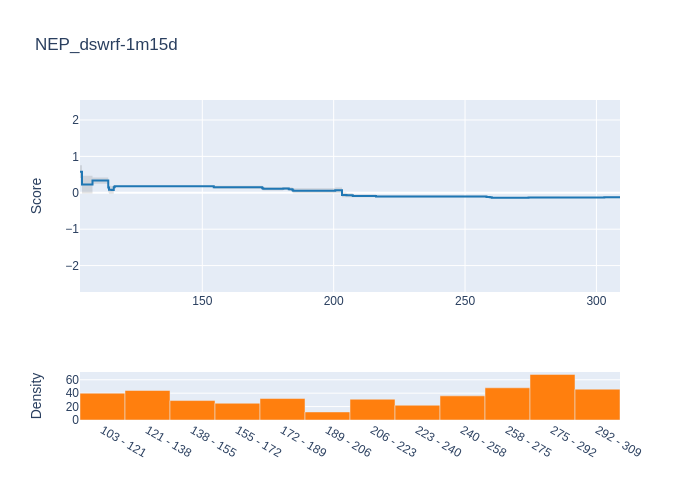 NEP_dswrf-1m15d
Score
2
1
0
−1
−2
150
200
250
300
Density
60
40
20
0
103 - 121
121 - 138
138 - 155
155 - 172
172 - 189
189 - 206
206 - 223
223 - 240
240 - 258
258 - 275
275 - 292
292 - 309